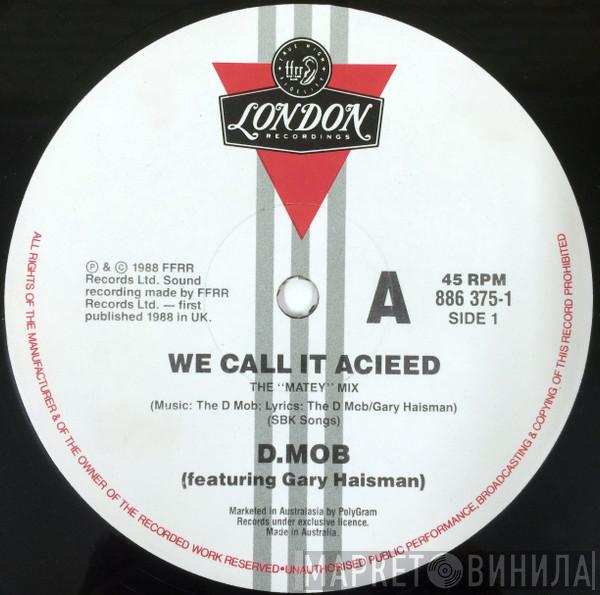 TRUE HIGH FIDELITY
ffrr
LONDON
RECORDINGS
℗ & © 1988 FFRR
Records Ltd. Sound
recording made by FFRR
Records Ltd. — first
published 1988 in UK.
A
45 RPM
886 375-1
SIDE 1
WE CALL IT ACIEED
THE "MATEY" MIX
(Music: The D Mob; Lyrics: The D Mob/Gary Haisman)
(SBK Songs)
D.MOB
(featuring Gary Haisman)
Marketed in Australasia by PolyGram
Records under exclusive licence.
Made in Australia.
ALL RIGHTS OF THE MANUFACTURER & OF THE OWNER OF THE RECORDED WORK RESERVED•UNAUTHORISED PUBLIC PERFORMANCE, BROADCASTING & COPYING OF THIS RECORD PROHIBITED
МАРКЕТ ВИНИЛА